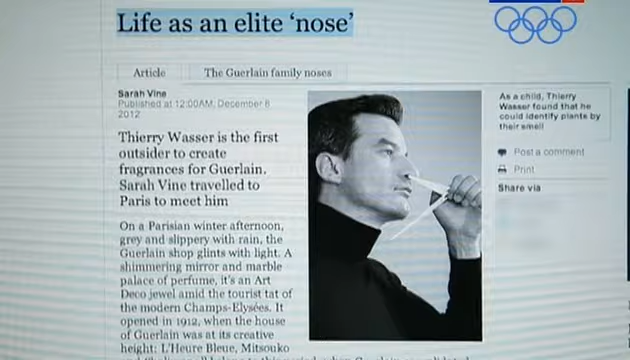 Life as an elite ‘nose’
Article
The Guerlain family noses
Sarah Vine
Published at 12:00AM, December 8
2012
Thierry Wasser is the first
outsider to create
fragrances for Guerlain.
Sarah Vine travelled to
Paris to meet him
On a Parisian winter afternoon,
grey and slippery with rain, the
Guerlain shop glints with light. A
shimmering mirror and marble
palace of perfume, it's an Art
Deco jewel amid the tourist tat of
the modern Champs-Elysées. It
opened in 1912, when the house
of Guerlain was at its creative
height: L'Heure Bleue, Mitsouko
As a child, Thierry
Wasser found that he
could identify plants by
their smell
Post a comment
Print
Share via